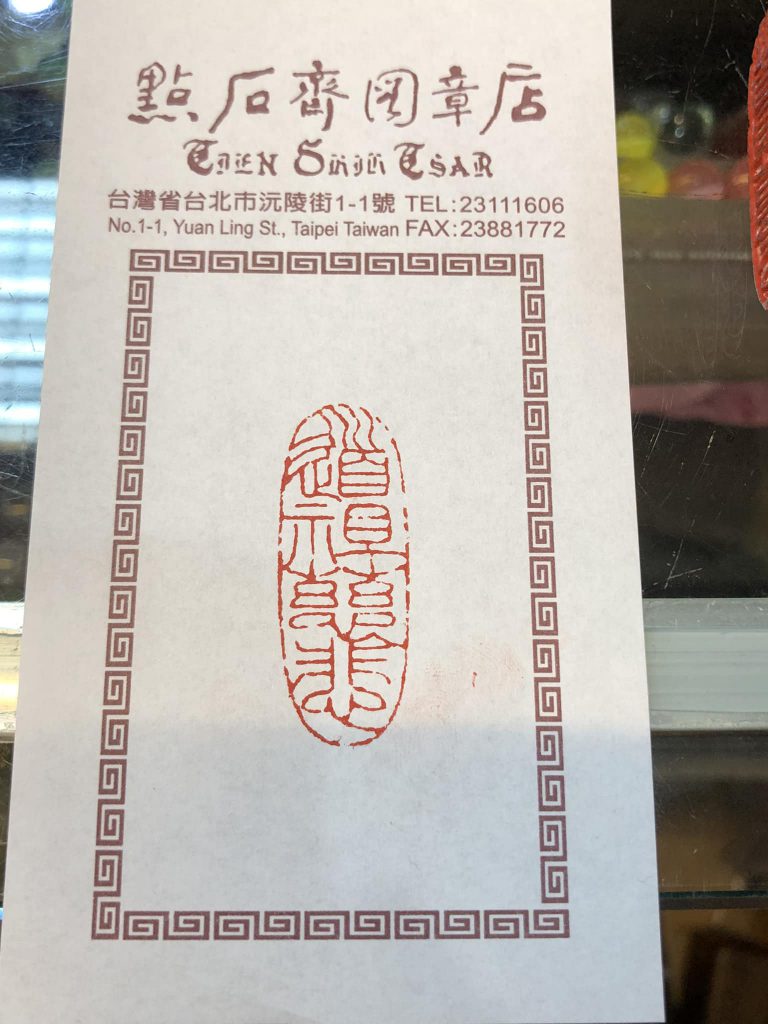 點石齋图章店
TIEN SHIH TSAR
台灣省台北市沅陵街1-1號 TEL:23111606
No.1-1, Yuan Ling St., Taipei Taiwan FAX:23881772